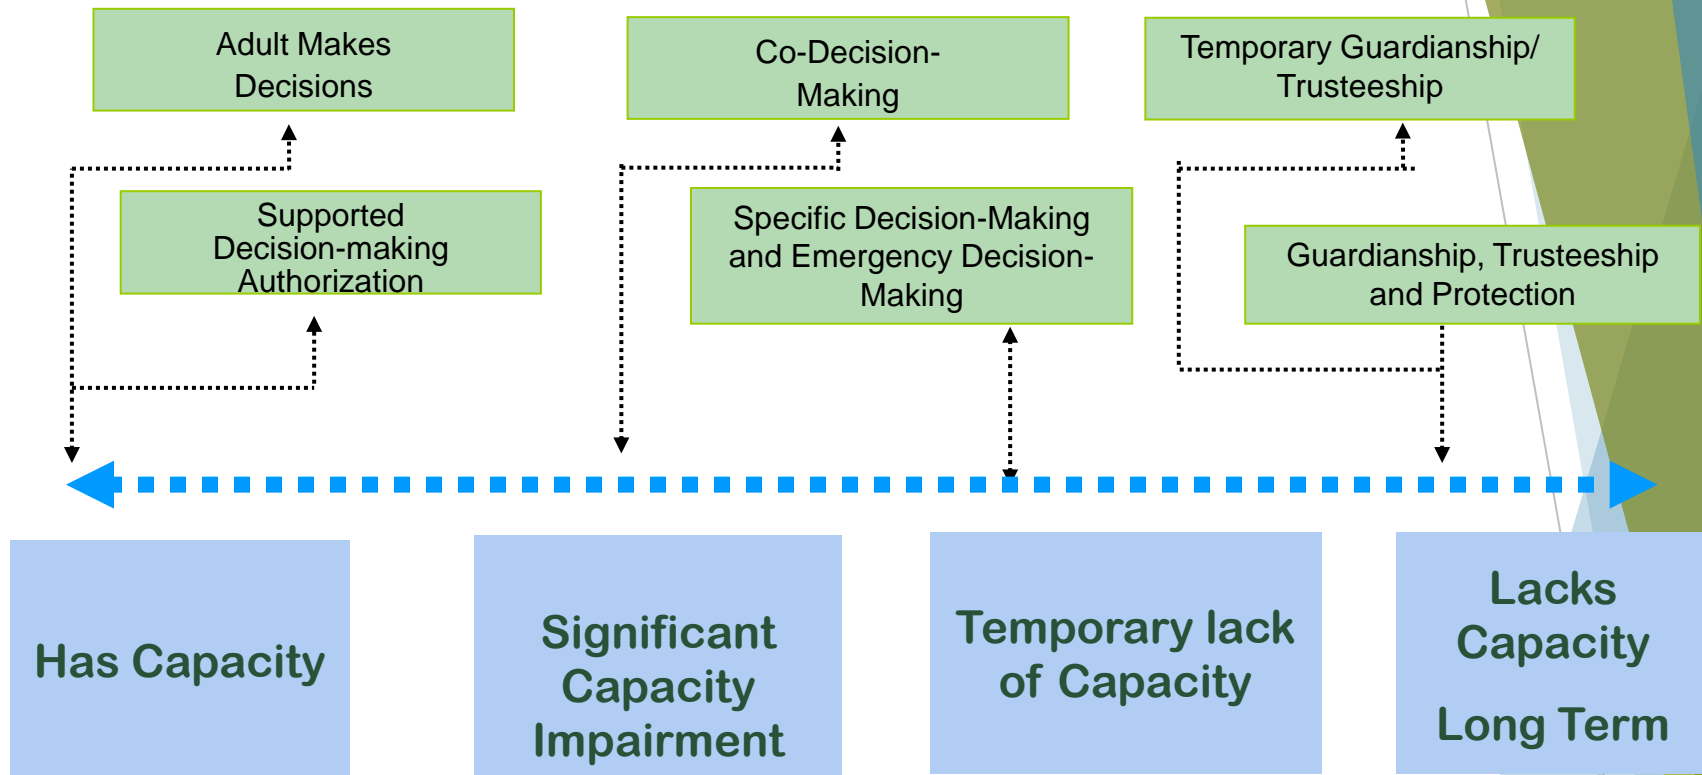 Adult Makes
Decisions
Co-Decision-
Making
Temporary Guardianship/
Trusteeship
Supported
Decision-making
Authorization
Specific Decision-Making
and Emergency Decision-
Making
Guardianship, Trusteeship
and Protection
Has Capacity
Significant
Capacity
Impairment
Temporary lack
of Capacity
Lacks
Capacity
Long Term